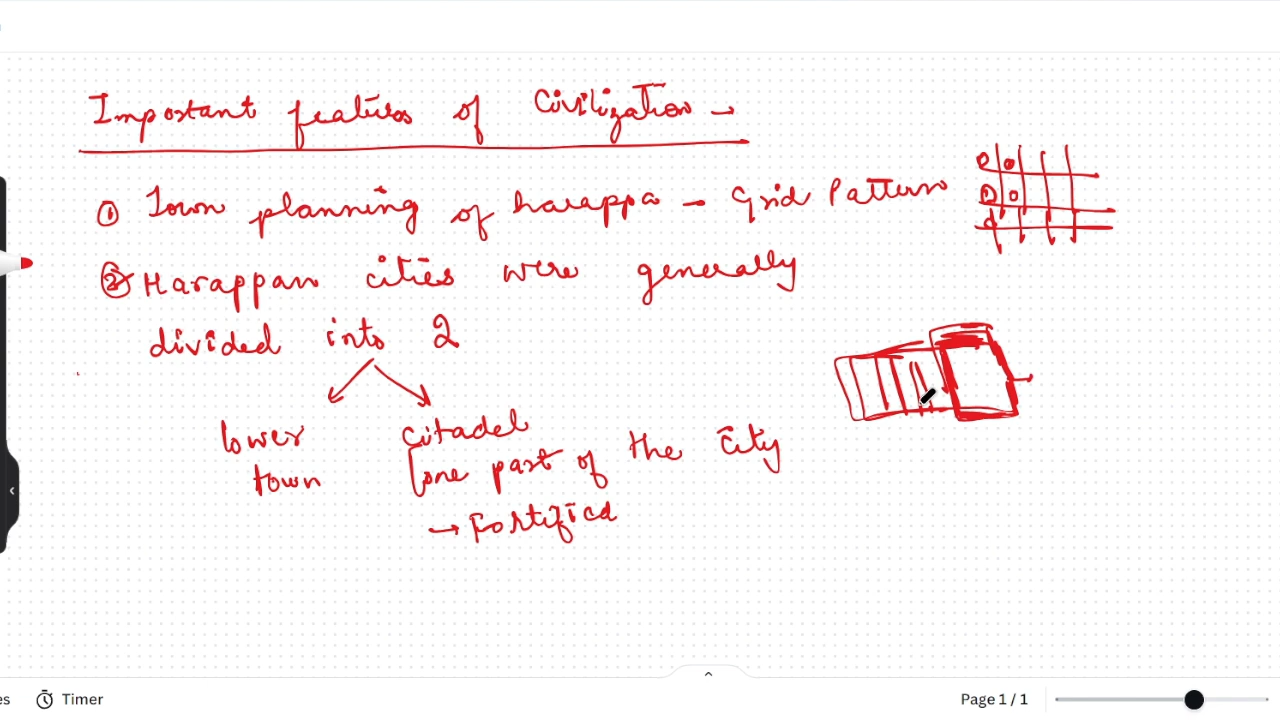 Important features of Civilization →
① Town planning of harappa - Grid Pattern
② Harappan cities were generally
divided into 2
lower town
citadel
[one part of the city
→ Fortified
es Timer
Page 1 / 1